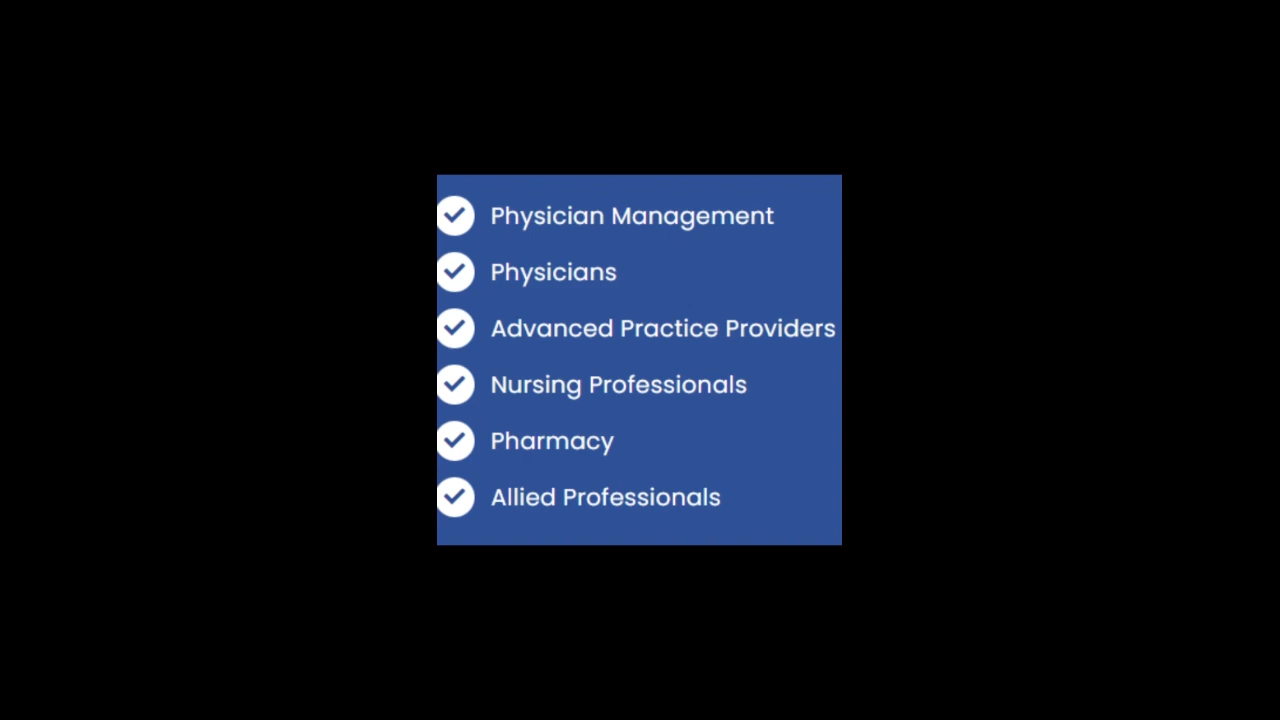 Physician Management
Physicians
Advanced Practice Providers
Nursing Professionals
Pharmacy
Allied Professionals